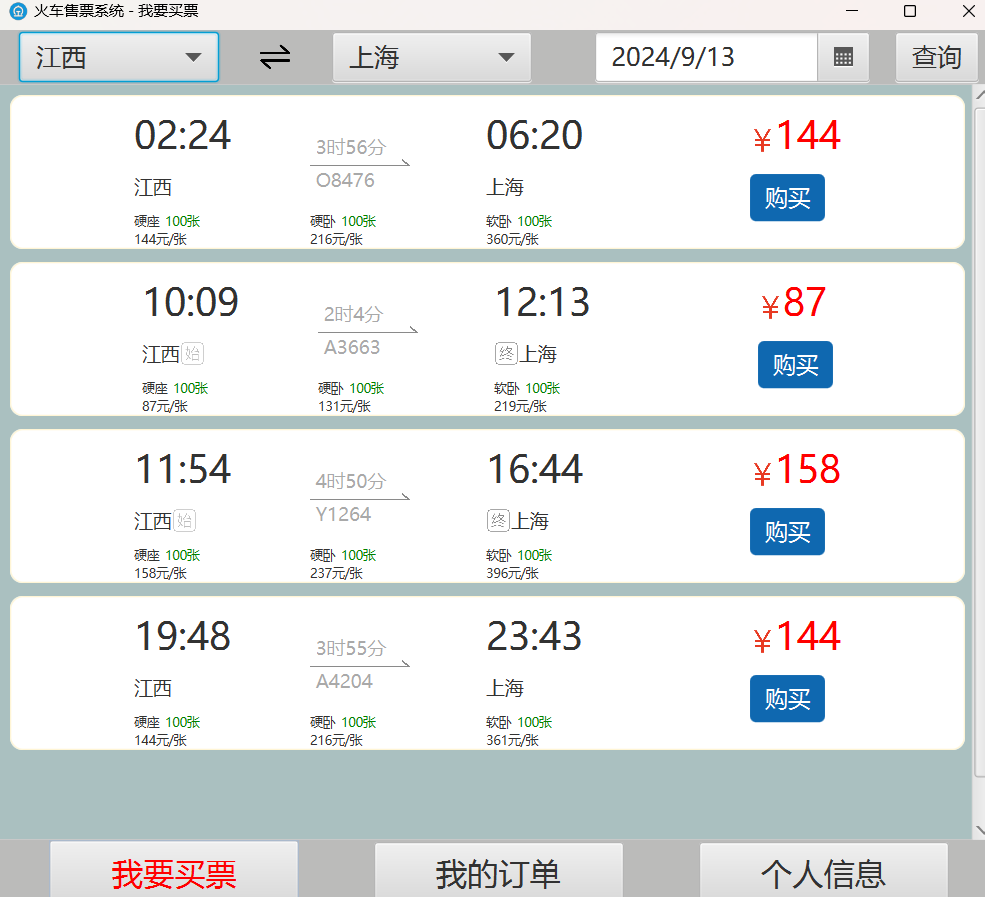 火车售票系统 - 我要买票
江西 上海 2024/9/13 查询
02:24 3时56分 06:20 ¥144
O8476
江西 上海 购买
硬座 100张 硬卧 100张 软卧 100张
144元/张 216元/张 360元/张
10:09 2时4分 12:13 ¥87
A3663
江西始 终上海 购买
硬座 100张 硬卧 100张 软卧 100张
87元/张 131元/张 219元/张
11:54 4时50分 16:44 ¥158
Y1264
江西始 终上海 购买
硬座 100张 硬卧 100张 软卧 100张
158元/张 237元/张 396元/张
19:48 3时55分 23:43 ¥144
A4204
江西 上海 购买
硬座 100张 硬卧 100张 软卧 100张
144元/张 216元/张 361元/张
我要买票 我的订单 个人信息